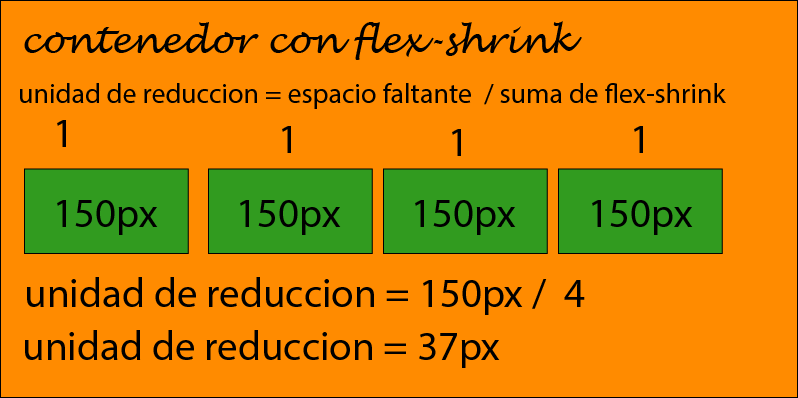 contenedor con flex-shrink
unidad de reduccion = espacio faltante / suma de flex-shrink
1 1 1 1
150px 150px 150px 150px
unidad de reduccion = 150px / 4
unidad de reduccion = 37px